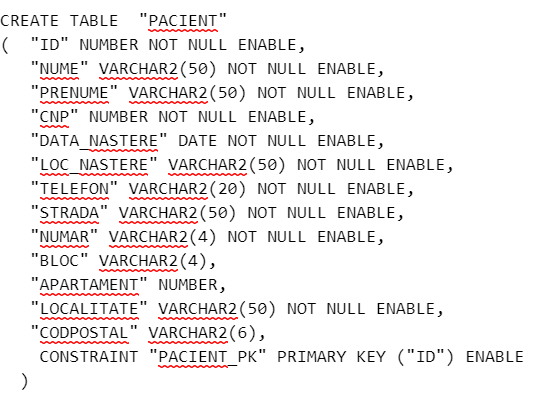 CREATE TABLE "PACIENT"
( "ID" NUMBER NOT NULL ENABLE,
"NUME" VARCHAR2(50) NOT NULL ENABLE,
"PRENUME" VARCHAR2(50) NOT NULL ENABLE,
"CNP" NUMBER NOT NULL ENABLE,
"DATA_NASTERE" DATE NOT NULL ENABLE,
"LOC_NASTERE" VARCHAR2(50) NOT NULL ENABLE,
"TELEFON" VARCHAR2(20) NOT NULL ENABLE,
"STRADA" VARCHAR2(50) NOT NULL ENABLE,
"NUMAR" VARCHAR2(4) NOT NULL ENABLE,
"BLOC" VARCHAR2(4),
"APARTAMENT" NUMBER,
"LOCALITATE" VARCHAR2(50) NOT NULL ENABLE,
"CODPOSTAL" VARCHAR2(6),
CONSTRAINT "PACIENT_PK" PRIMARY KEY ("ID") ENABLE
)